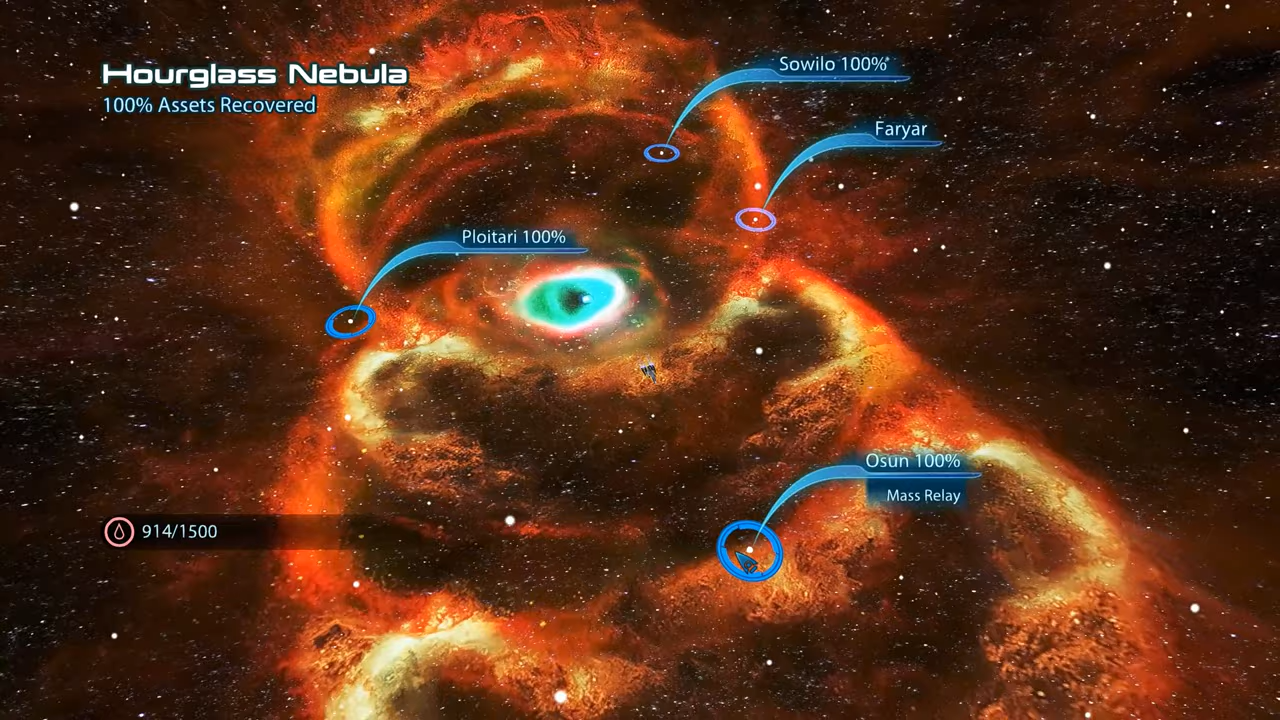 Hourglass Nebula
100% Assets Recovered
Sowilo 100%
Faryar
Ploitari 100%
Osun 100%
Mass Relay
914/1500